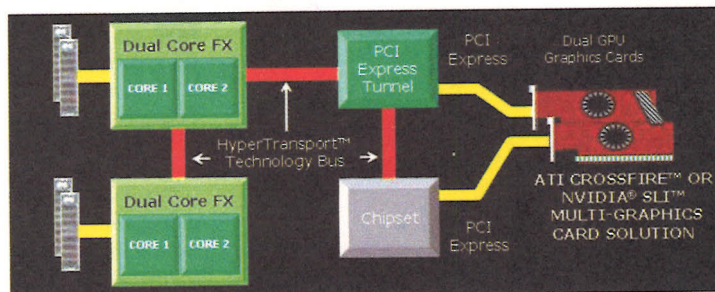 Dual Core FX
CORE 1
CORE 2
PCI
Express
Tunnel
PCI
Express
Dual GPU
Graphics Cards
HyperTransport™
Technology Bus
Dual Core FX
CORE 1
CORE 2
Chipset
PCI
Express
ATI CROSSFIRE™ OR
NVIDIA® SLI™
MULTI-GRAPHICS
CARD SOLUTION